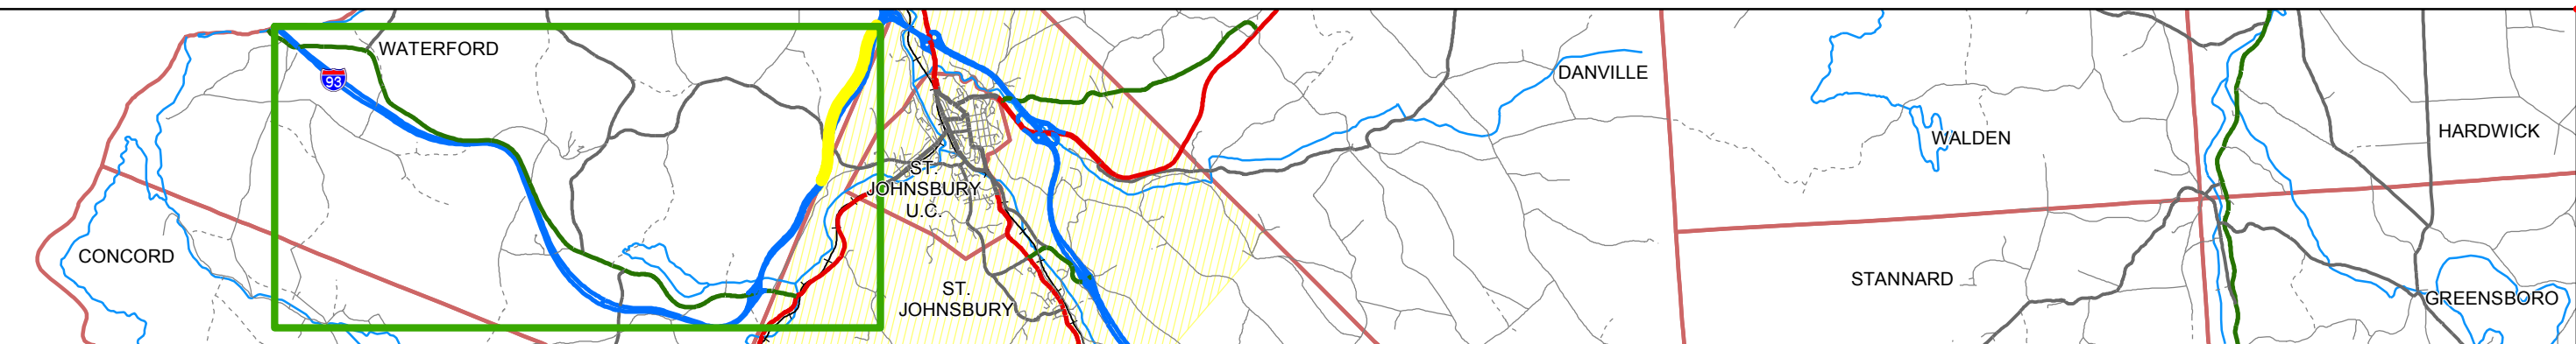 WATERFORD
93
DANVILLE
HARDWICK
WALDEN
ST.
JOHNSBURY
U.C.
CONCORD
STANNARD
ST.
JOHNSBURY
GREENSBORO